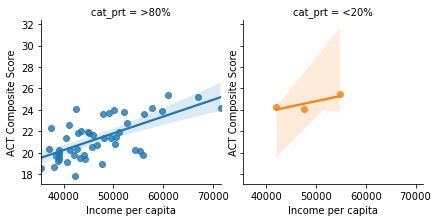 cat_prt = >80%
cat_prt = <20%
ACT Composite Score
32
30
28
26
24
22
20
18
40000 50000 60000 70000
Income per capita
ACT Composite Score
40000 50000 60000 70000
Income per capita